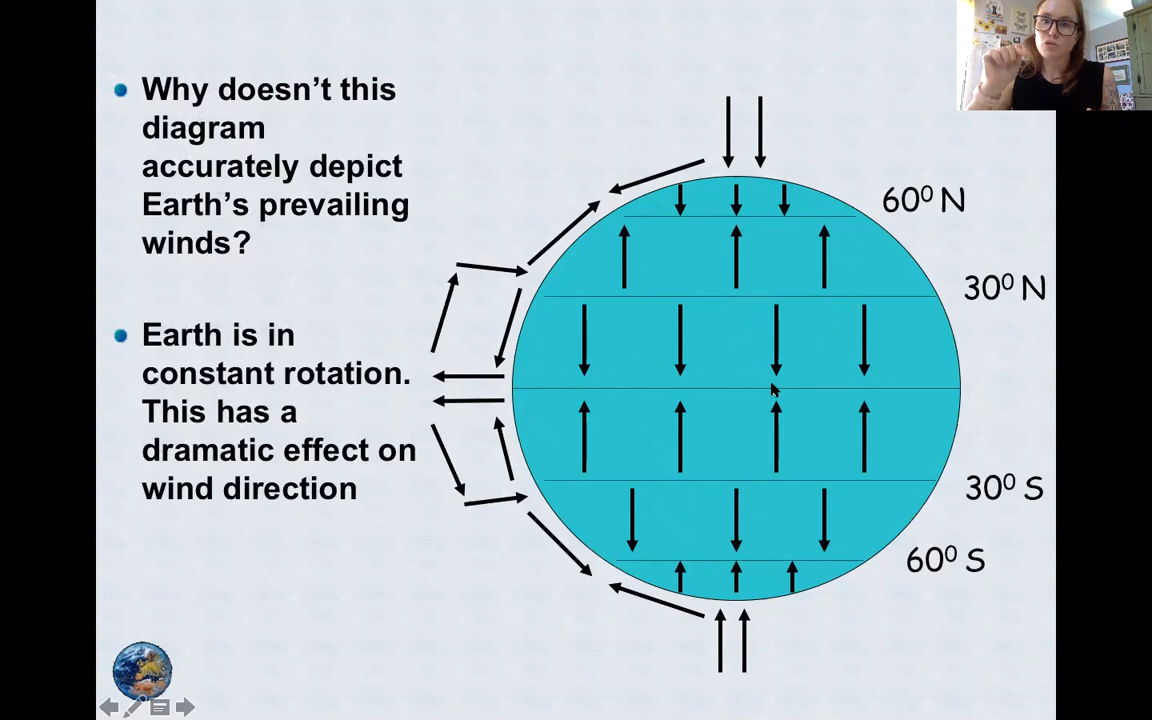 Why doesn't this
diagram
accurately depict
Earth's prevailing
winds?
Earth is in
constant rotation.
This has a
dramatic effect on
wind direction
60⁰ N
30⁰ N
30⁰ S
60⁰ S